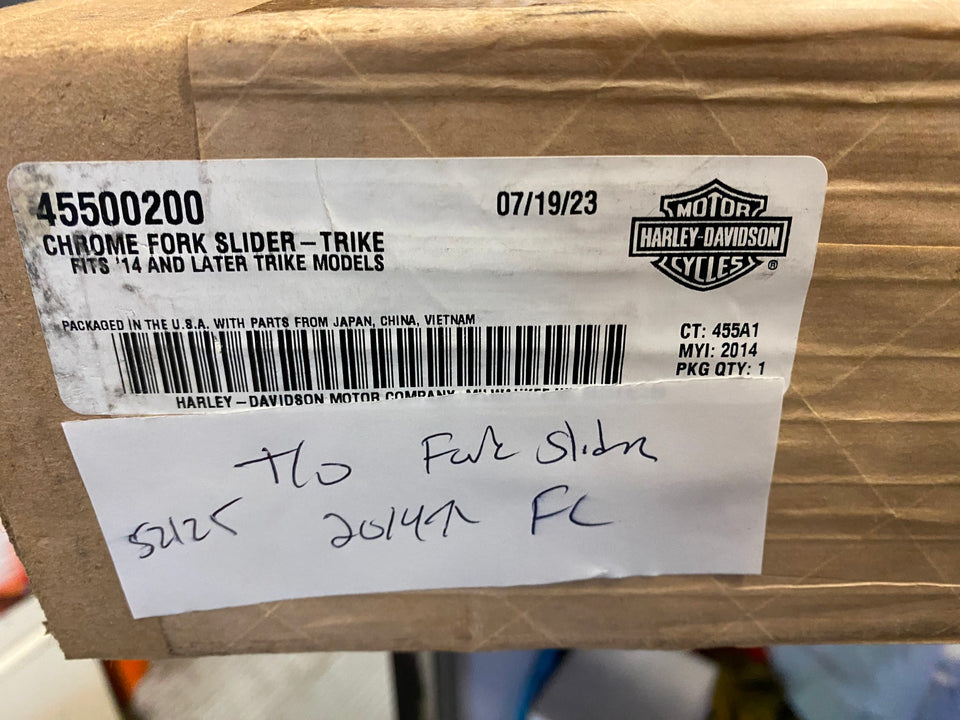 45500200
07/19/23
CHROME FORK SLIDER-TRIKE
FITS '14 AND LATER TRIKE MODELS
MOTOR
HARLEY-DAVIDSON
CYCLES ®
PACKAGED IN THE U.S.A. WITH PARTS FROM JAPAN, CHINA, VIETNAM
CT: 455A1
MYI: 2014
PKG QTY: 1
HARLEY-DAVIDSON MOTOR COMPANY,
T/O Fork Slider
2014 FL